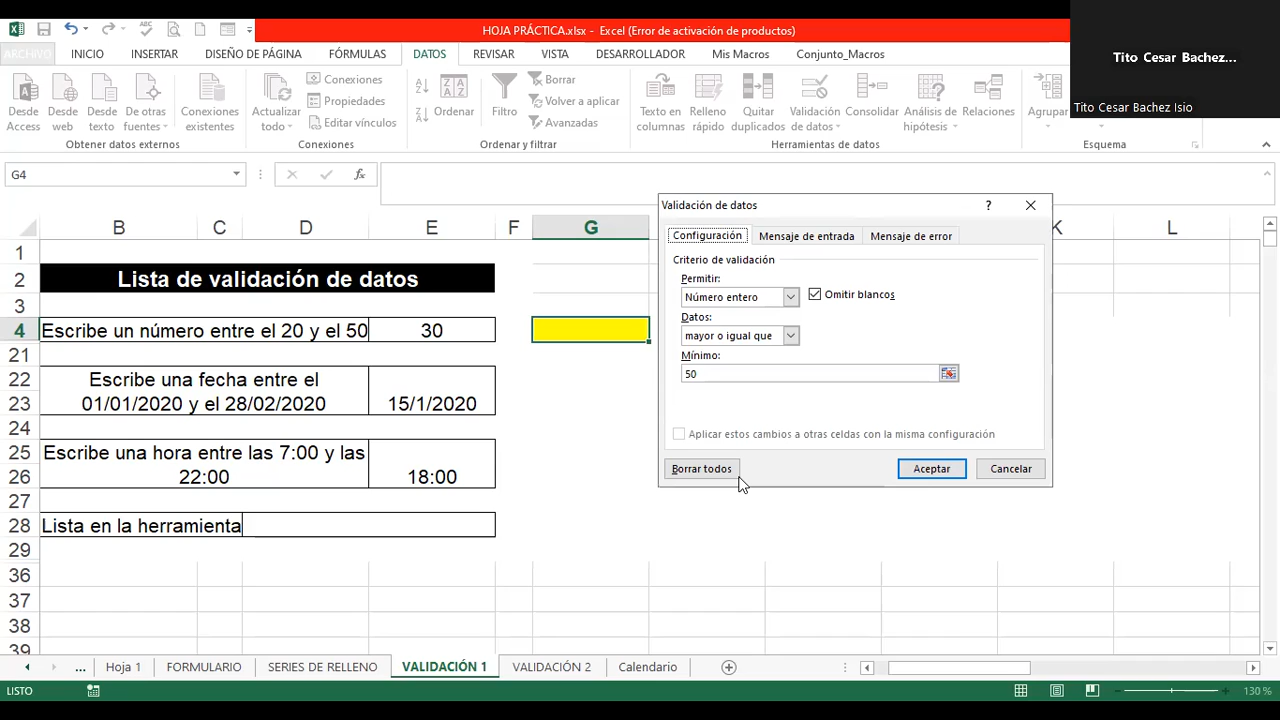 HOJA PRÁCTICA.xlsx - Excel (Error de activación de productos)
Tito Cesar Bachez...
Tito Cesar Bachez Isio
ARCHIVO INICIO INSERTAR DISEÑO DE PÁGINA FÓRMULAS DATOS REVISAR VISTA DESARROLLADOR Mis Macros Conjunto_Macros
Desde Access
Desde web
Desde texto
De otras fuentes
Conexiones existentes
Obtener datos externos
Actualizar todo
Conexiones
Propiedades
Editar vínculos
Conexiones
Ordenar
Filtro
Borrar
Volver a aplicar
Avanzadas
Ordenar y filtrar
Texto en columnas
Relleno rápido
Quitar duplicados
Validación de datos
Consolidar
Análisis de hipótesis
Relaciones
Herramientas de datos
Agrupar
Esquema
G4
fx
B C D E F G K L
1
2 Lista de validación de datos
3
4 Escribe un número entre el 20 y el 50 30
21
22 Escribe una fecha entre el
23 01/01/2020 y el 28/02/2020 15/1/2020
24
25 Escribe una hora entre las 7:00 y las
26 22:00 18:00
27
28 Lista en la herramienta
29
36
37
38
39
Validación de datos ?
Configuración Mensaje de entrada Mensaje de error
Criterio de validación
Permitir:
Número entero Omitir blancos
Datos:
mayor o igual que
Mínimo:
50
Aplicar estos cambios a otras celdas con la misma configuración
Borrar todos Aceptar Cancelar
... Hoja 1 FORMULARIO SERIES DE RELLENO VALIDACIÓN 1 VALIDACIÓN 2 Calendario
LISTO 130 %